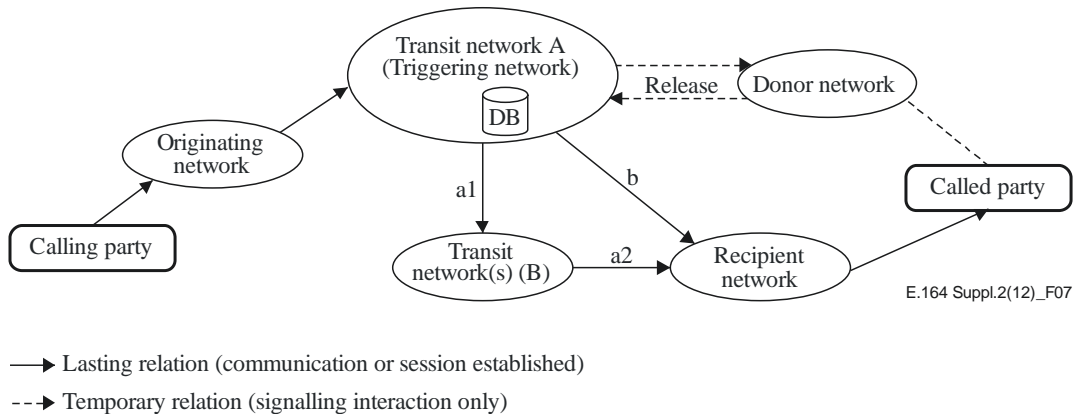 Transit network A
(Triggering network)
DB
Release
Donor network
Originating
network
a1
b
Called party
Calling party
Transit
network(s) (B)
a2
Recipient
network
E.164 Suppl.2(12)_F07
Lasting relation (communication or session established)
Temporary relation (signalling interaction only)